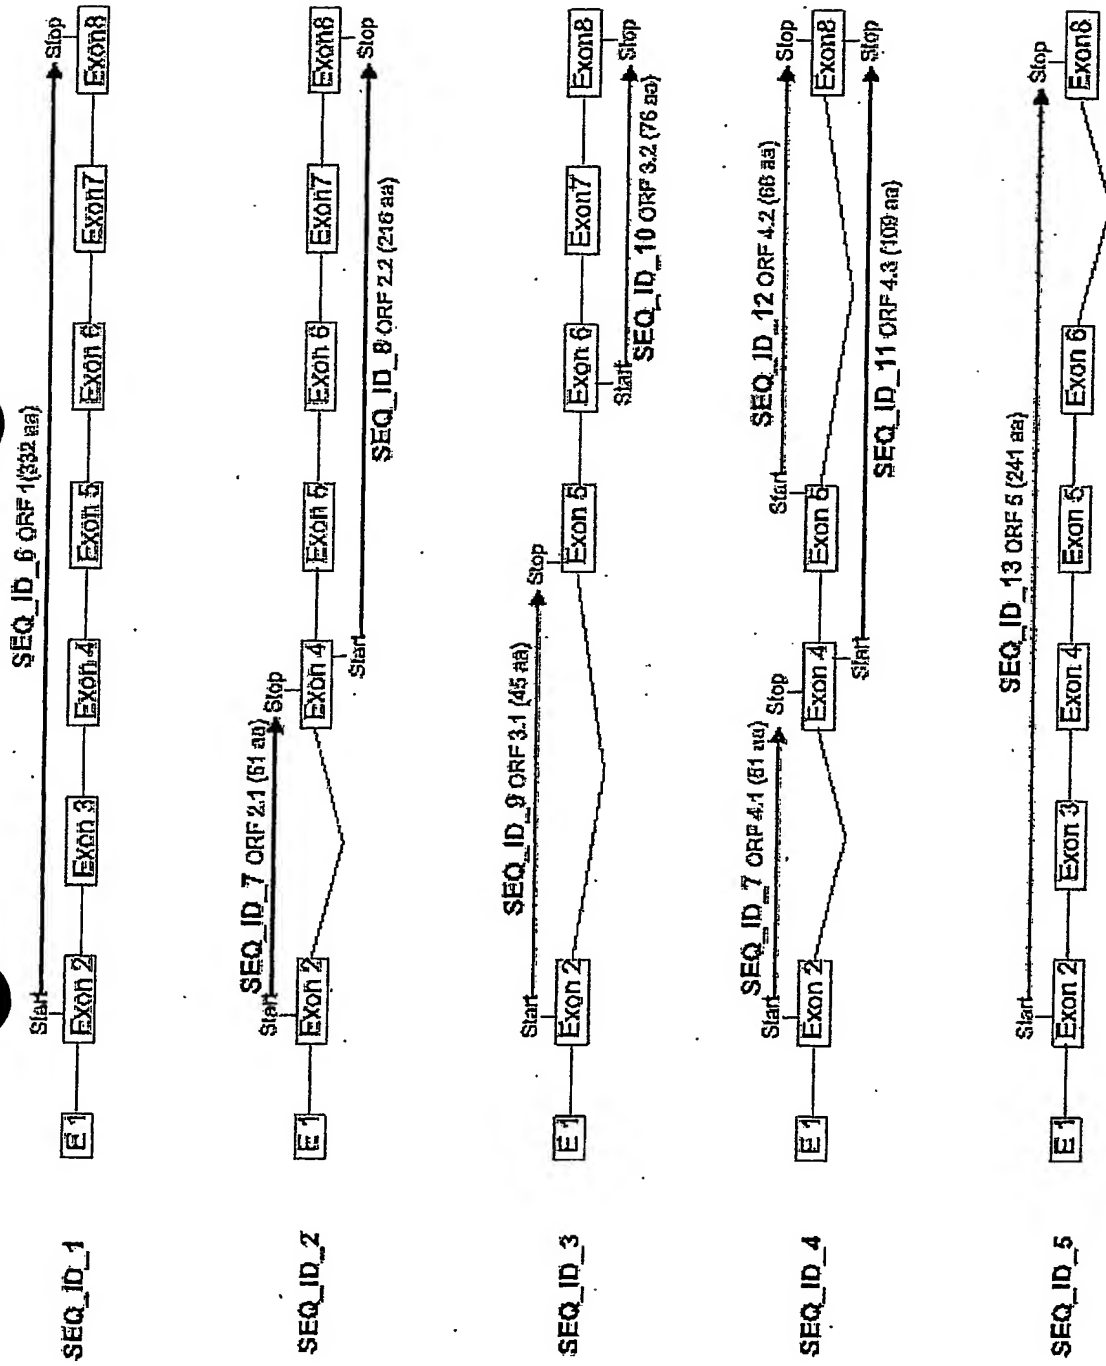 SEQ_ID_6 ORF 1(332 aa)
Start Stop
SEQ_ID_1 E 1 Exon 2 Exon 3 Exon 4 Exon 5 Exon 6 Exon7 Exon8
SEQ_ID_7 ORF 2.1 (51 aa)
Start Stop
SEQ_ID_2 E 1 Exon 2 Exon 4 Exon 5 Exon 6 Exon7 Exon8
Start Stop
SEQ_ID_8 ORF 2.2 (216 aa)
SEQ_ID_9 ORF 3.1 (45 aa)
Start Stop
SEQ_ID_3 E 1 Exon 2 Exon 5 Exon 6 Exon7 Exon8
Start Stop
SEQ_ID_10 ORF 3.2 (76 aa)
SEQ_ID_7 ORF 4.1 (51 aa) SEQ_ID_12 ORF 4.2 (66 aa)
Start Stop Start Stop
SEQ_ID_4 E 1 Exon 2 Exon 4 Exon 5 Exon8
Start Stop
SEQ_ID_11 ORF 4.3 (109 aa)
SEQ_ID_13 ORF 5 (241 aa)
Start Stop
SEQ_ID_5 E 1 Exon 2 Exon 3 Exon 4 Exon 5 Exon 6 Exon8